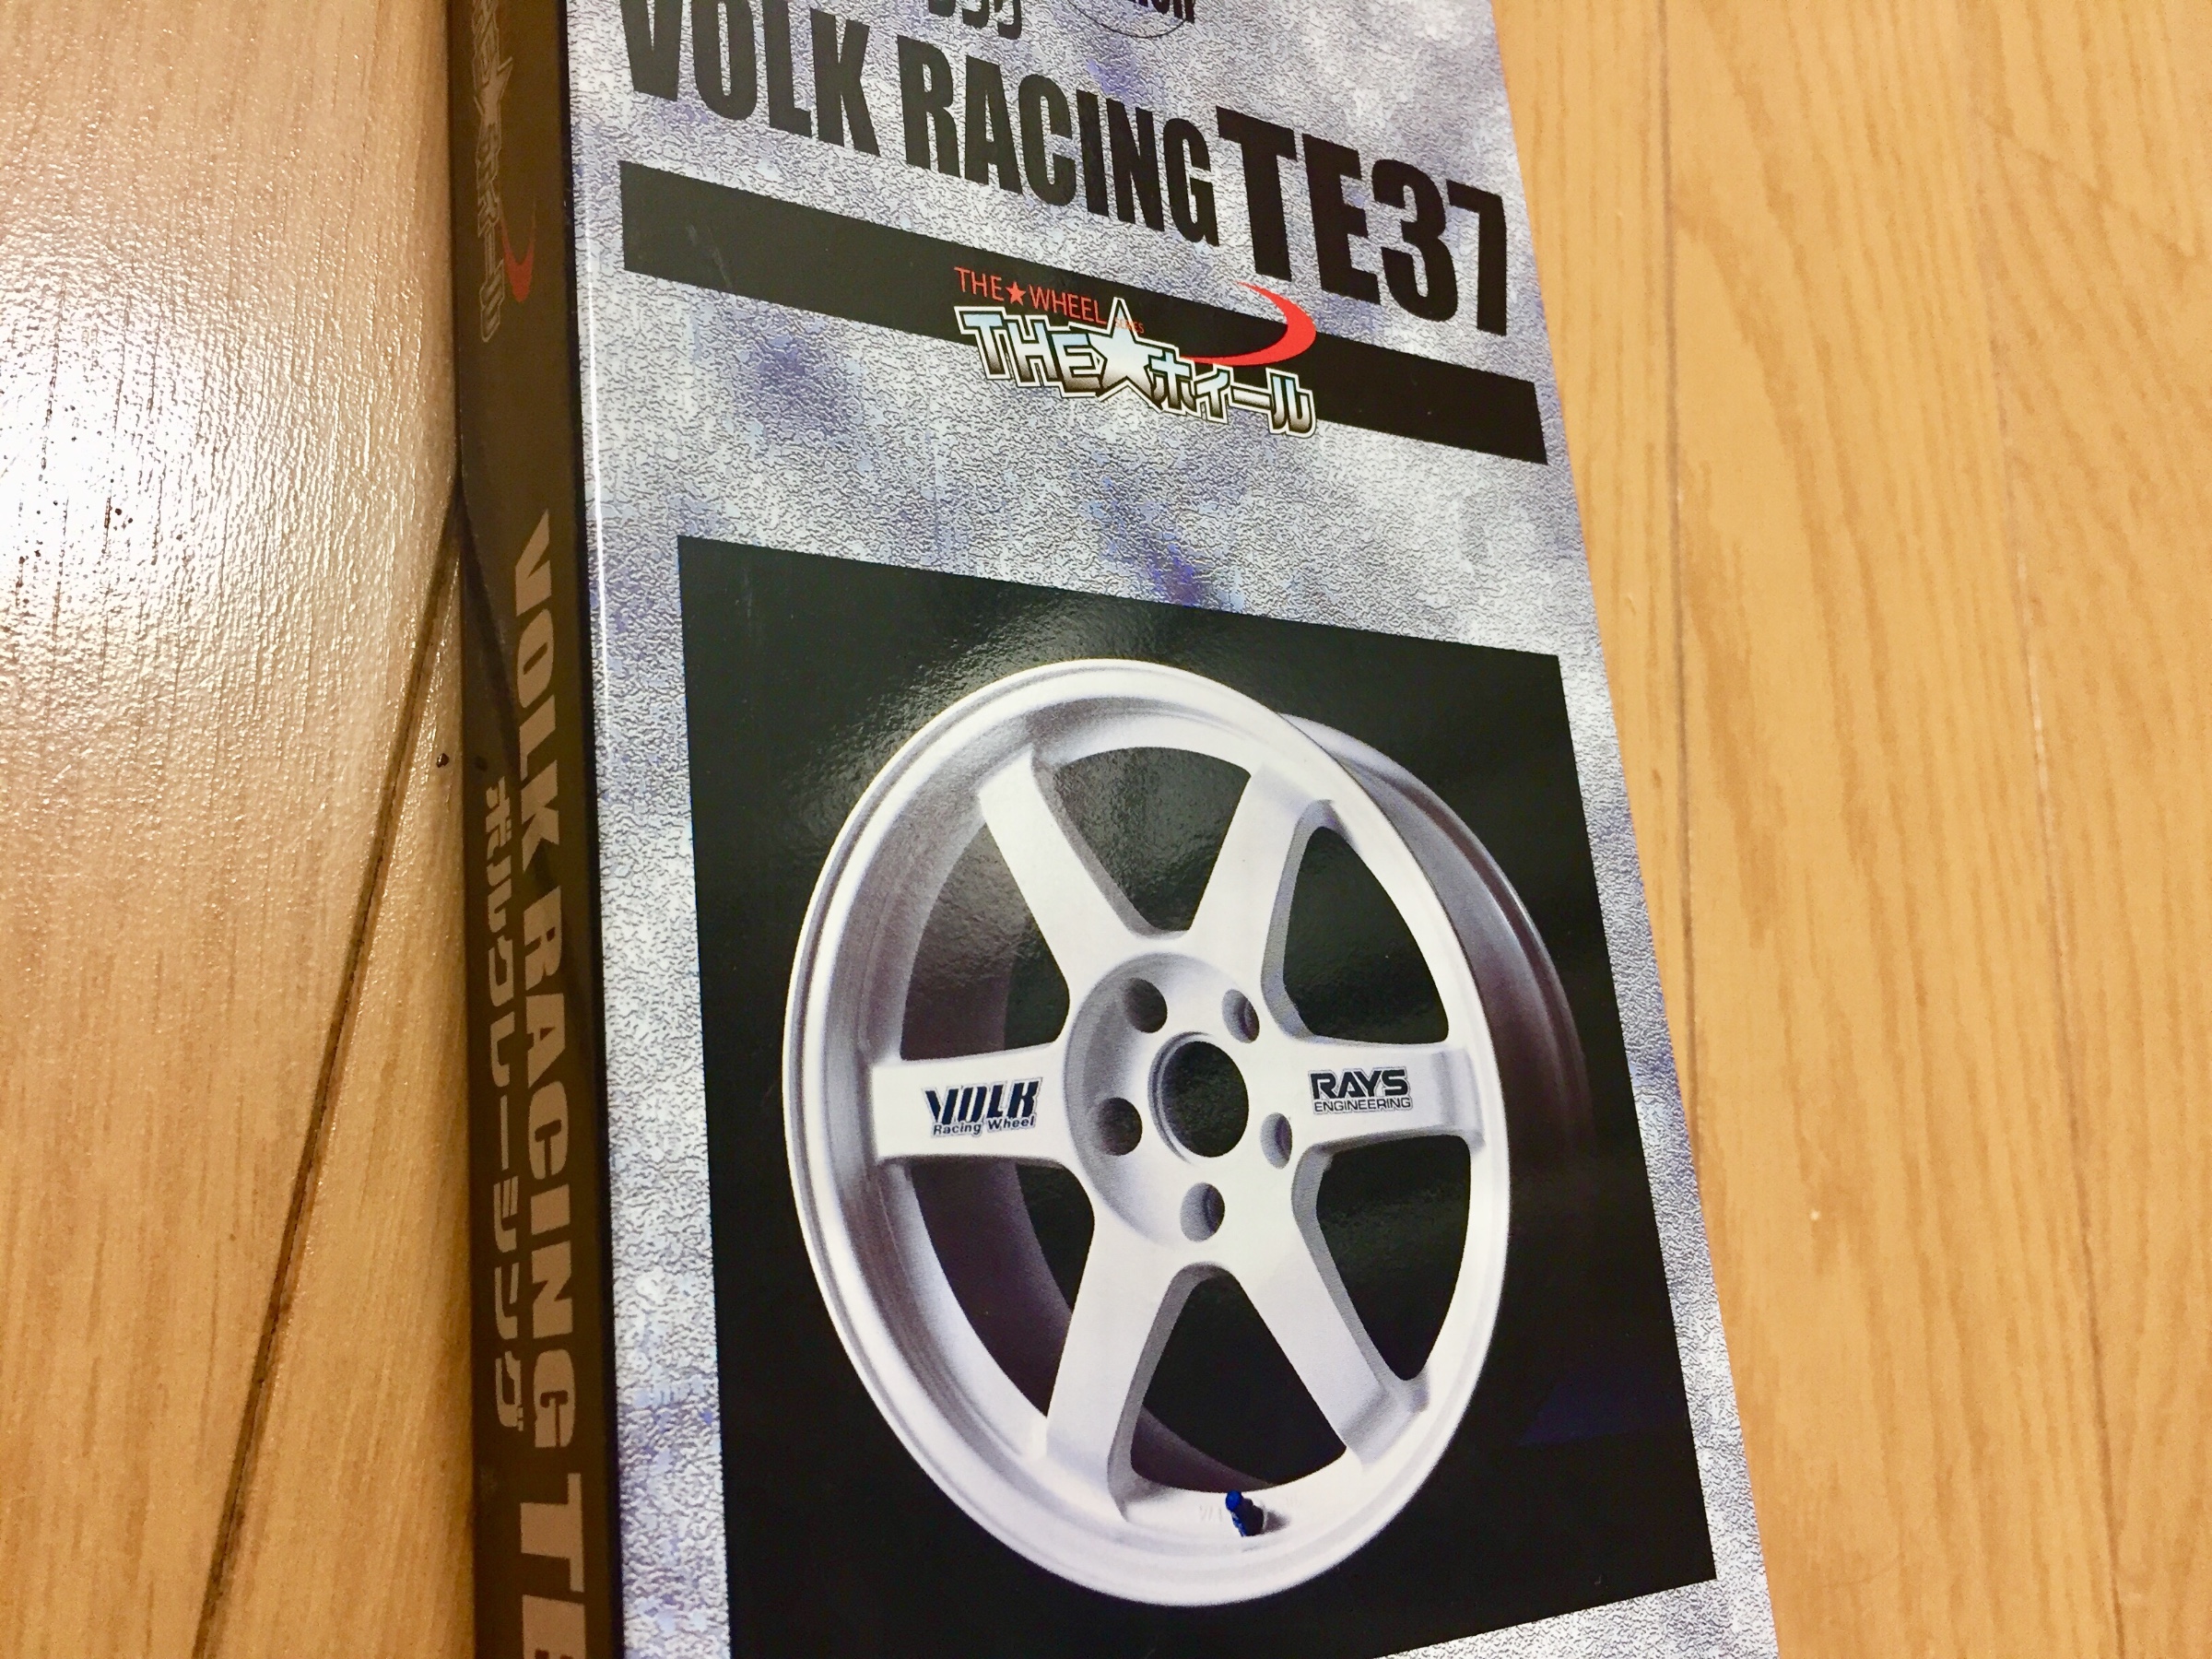 VOLK RACING TE37
THE★WHEEL
THE★ホイール
VOLK
Racing Wheel
RAYS
ENGINEERING
VOLK RACING
ボルクレーシング